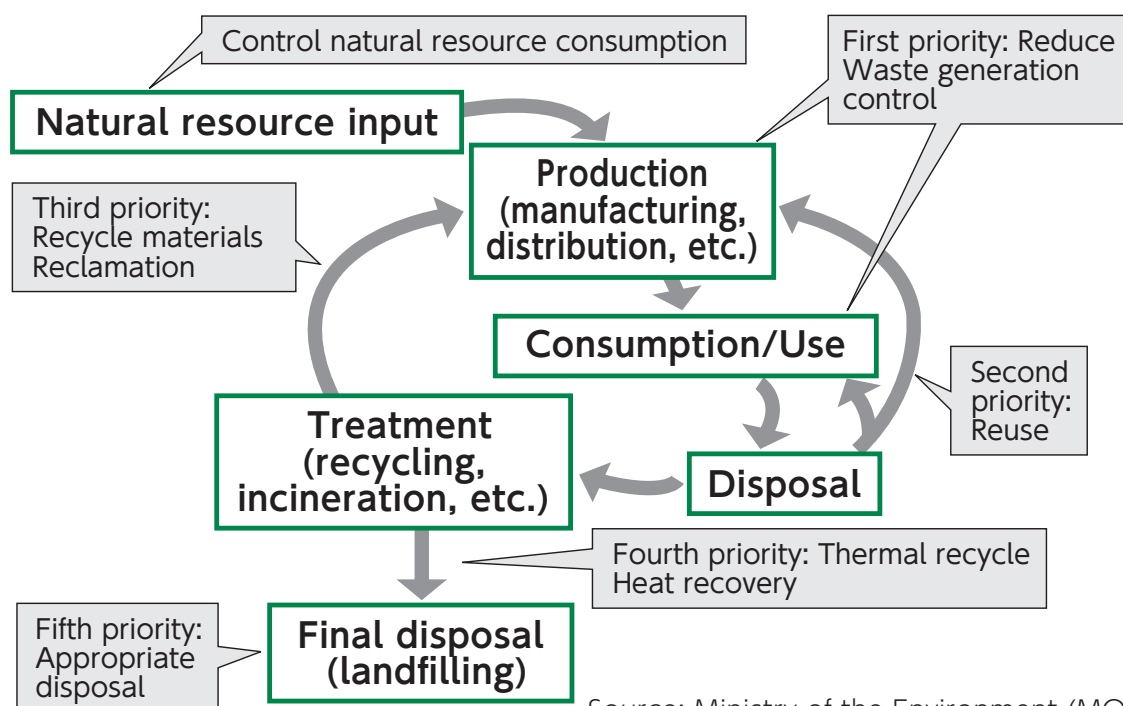 Control natural resource consumption
First priority: Reduce
Waste generation
control
Natural resource input
Production
(manufacturing,
distribution, etc.)
Third priority:
Recycle materials
Reclamation
Consumption/Use
Second
priority:
Reuse
Treatment
(recycling,
incineration, etc.)
Disposal
Fourth priority: Thermal recycle
Heat recovery
Fifth priority:
Appropriate
disposal
Final disposal
(landfilling)
Source: Ministry of the Environment